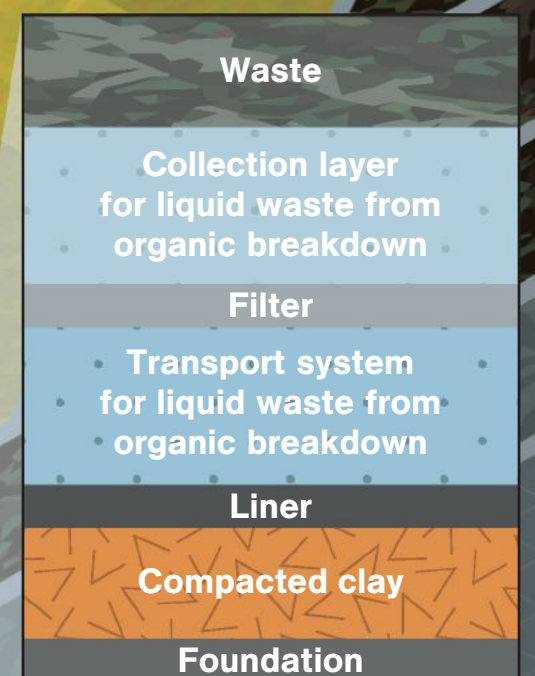 Waste
Collection layer
for liquid waste from
organic breakdown
Filter
Transport system
for liquid waste from
organic breakdown
Liner
Compacted clay
Foundation